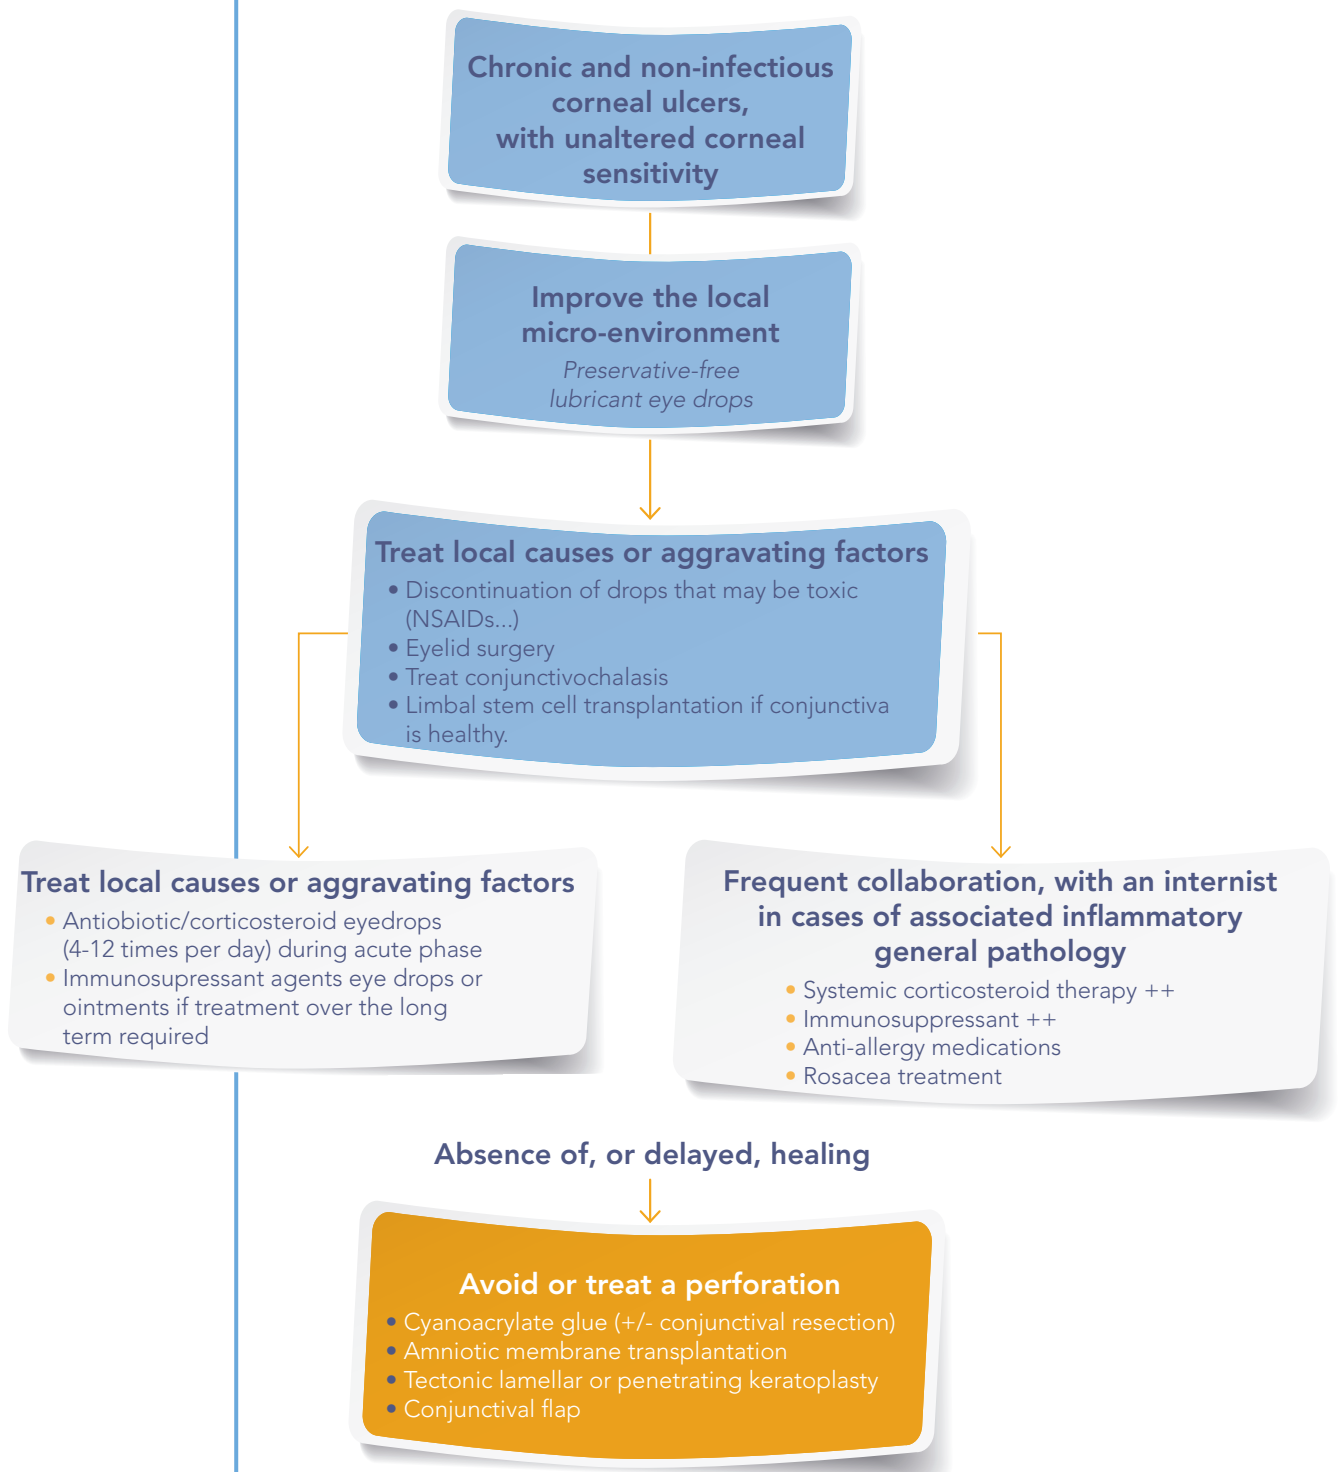 Chronic and non-infectious
corneal ulcers,
with unaltered corneal
sensitivity
Improve the local
micro-environment
Preservative-free
lubricant eye drops
Treat local causes or aggravating factors
• Discontinuation of drops that may be toxic
(NSAIDs...)
• Eyelid surgery
• Treat conjunctivochalasis
• Limbal stem cell transplantation if conjunctiva
is healthy.
Treat local causes or aggravating factors
• Antiobiotic/corticosteroid eyedrops
(4-12 times per day) during acute phase
• Immunosupressant agents eye drops or
ointments if treatment over the long
term required
Frequent collaboration, with an internist
in cases of associated inflammatory
general pathology
• Systemic corticosteroid therapy ++
• Immunosuppressant ++
• Anti-allergy medications
• Rosacea treatment
Absence of, or delayed, healing
Avoid or treat a perforation
• Cyanoacrylate glue (+/- conjunctival resection)
• Amniotic membrane transplantation
• Tectonic lamellar or penetrating keratoplasty
• Conjunctival flap